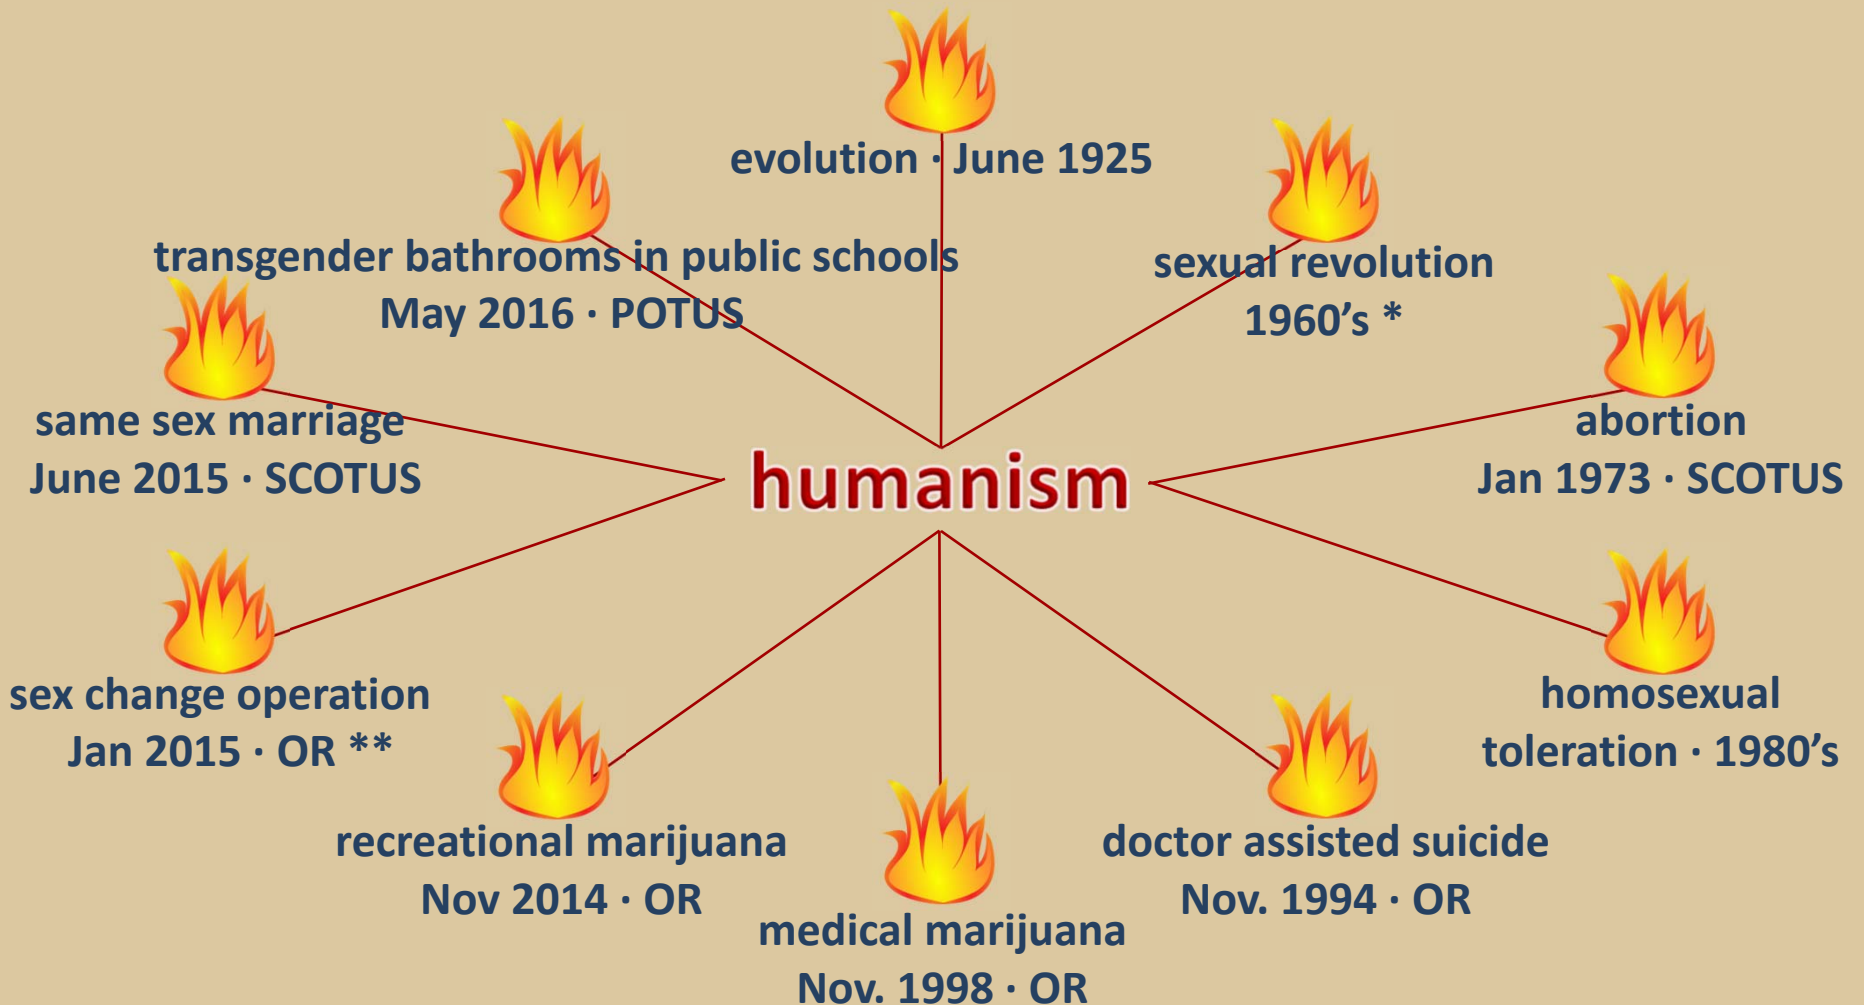 evolution · June 1925
transgender bathrooms in public schools
May 2016 · POTUS
sexual revolution
1960’s *
same sex marriage
June 2015 · SCOTUS
abortion
Jan 1973 · SCOTUS
humanism
sex change operation
Jan 2015 · OR **
homosexual
toleration · 1980’s
recreational marijuana
Nov 2014 · OR
doctor assisted suicide
Nov. 1994 · OR
medical marijuana
Nov. 1998 · OR